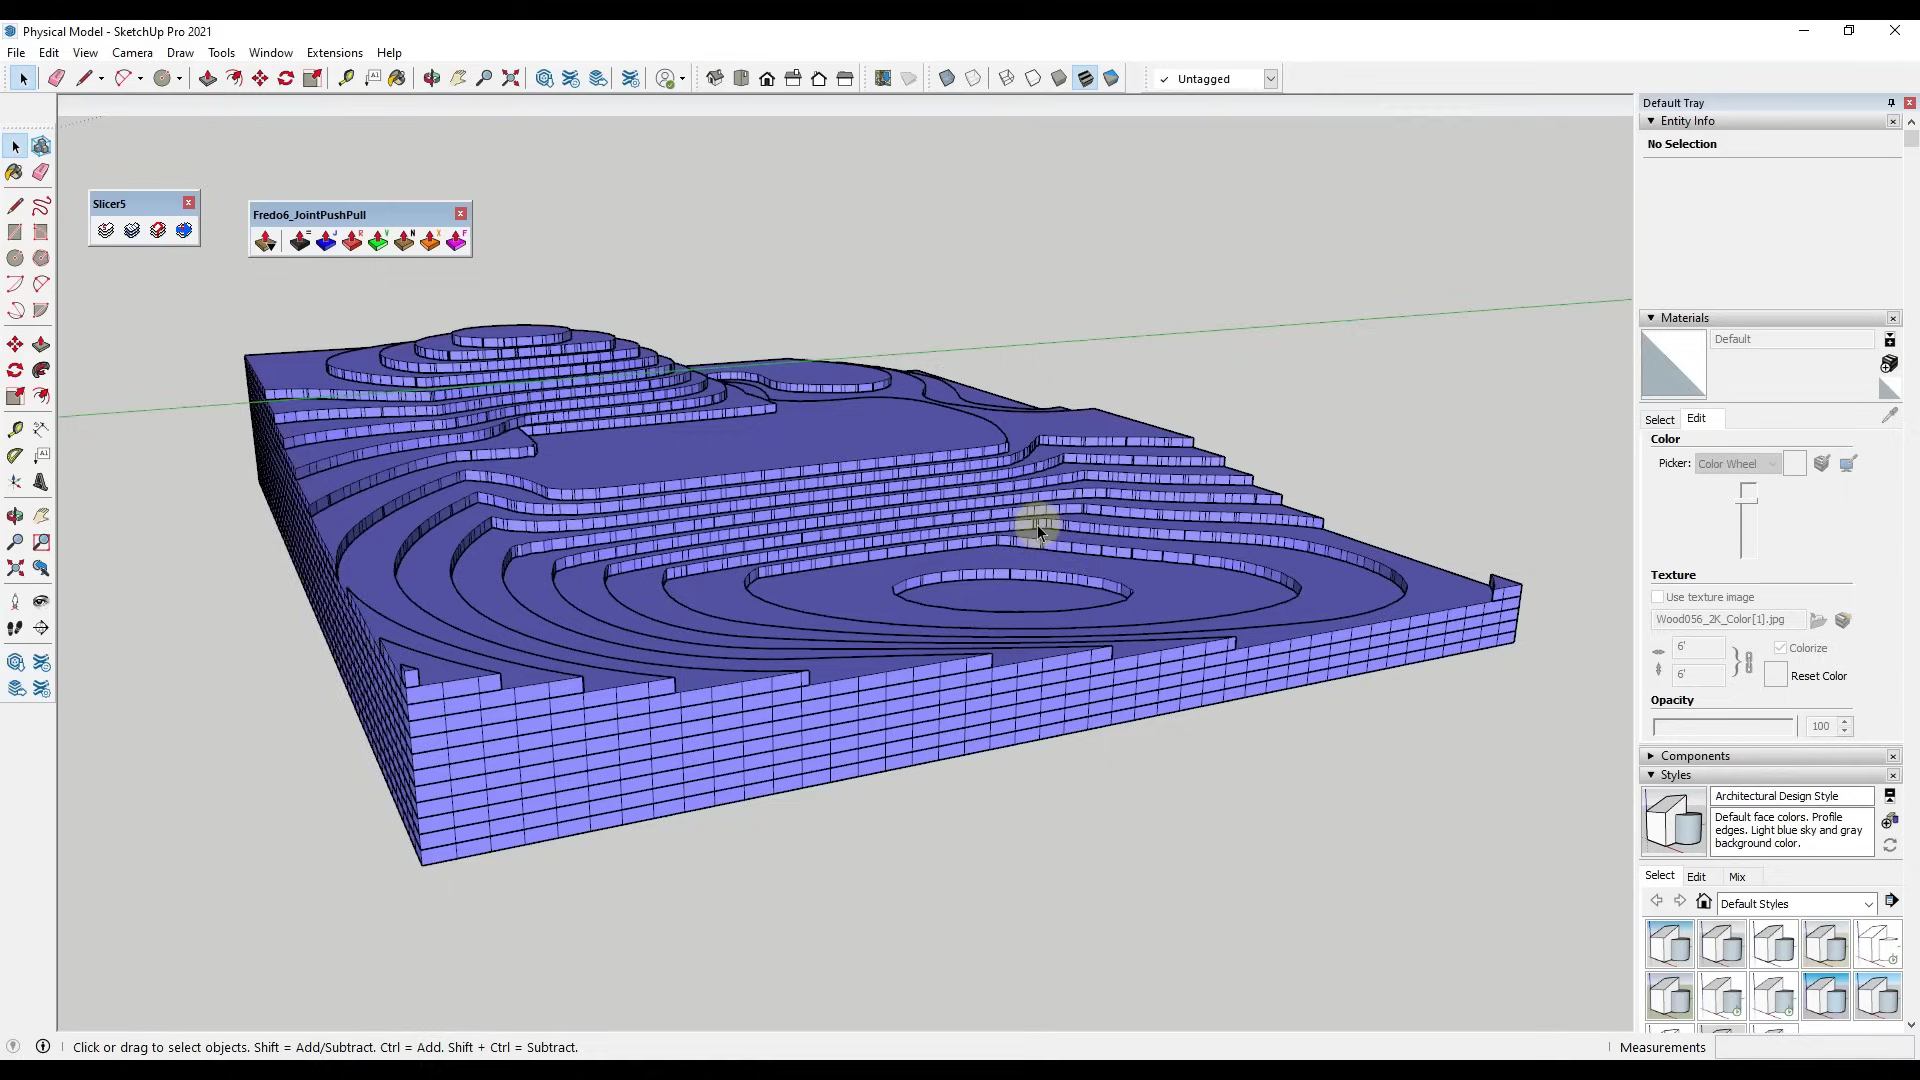 Physical Model - SketchUp Pro 2021
File Edit View Camera Draw Tools Window Extensions Help
Untagged
Default Tray
Entity Info
No Selection
Slicer5
Fredo6_JointPushPull
Materials
Default
Select Edit
Color
Picker: Color Wheel
Texture
Use texture image
Wood056_2K_Color[1].jpg
6'
Colorize
6'
Reset Color
Opacity
100
Components
Styles
Architectural Design Style
Default face colors. Profile
edges. Light blue sky and gray
background color.
Select Edit Mix
Default Styles
Click or drag to select objects. Shift = Add/Subtract. Ctrl = Add. Shift + Ctrl = Subtract.
Measurements